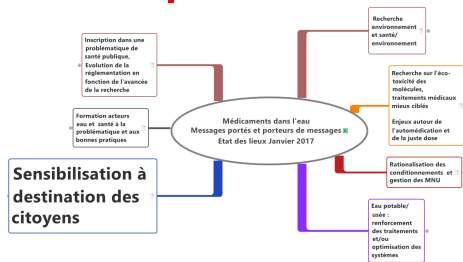 Inscription dans une
problématique de
santé publique,
Evolution de la
réglementation en
fonction de l'avancée
de la recherche
Formation acteurs
eau et  santé à la
problématique et aux
bonnes pratiques
Sensibilisation à
destination des
citoyens
Médicaments dans l'eau
Messages portés et porteurs de messages
Etat des lieux Janvier 2017
Recherche
environnement
et santé/
environnement
Recherche sur l'éco-
toxicité des
molécules,
traitements médicaux
mieux ciblés
Enjeux autour de
l'automédication et
de la juste dose
Rationalisation des
conditionnements  et
gestion des MNU
Eau potable/
usée :
renforcement
des traitements
et/ou
optimisation des
systèmes